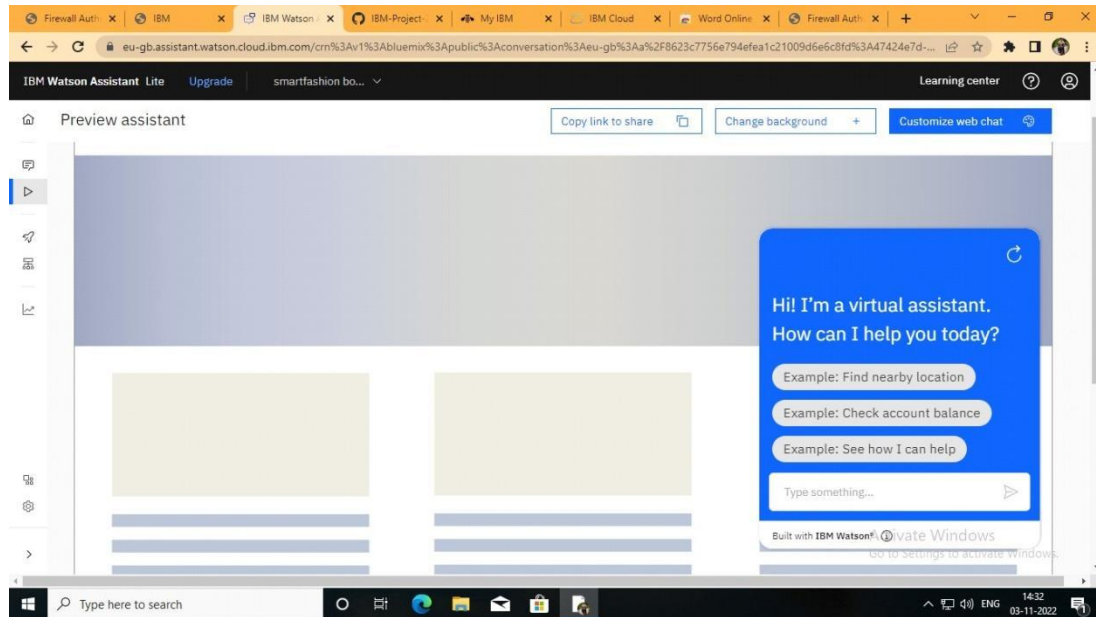 Firewall Auth
IBM
IBM Watson
IBM-Project-
My IBM
IBM Cloud
Word Online
Firewall Auth
eu-gb.assistant.watson.cloud.ibm.com/crn%3Av1%3Abluemix%3Apublic%3Aconversation%3Aeu-gb%3Aa%2F8623c7756e794efea1c21009d6e6c8fd%3A47424e7d-...
IBM Watson Assistant Lite Upgrade smartfashion bo... Learning center
Preview assistant Copy link to share Change background + Customize web chat
Hi! I'm a virtual assistant.
How can I help you today?
Example: Find nearby location
Example: Check account balance
Example: See how I can help
Type something...
Built with IBM Watson®
Activate Windows
Go to Settings to activate Windows.
Type here to search ENG 14:32
03-11-2022